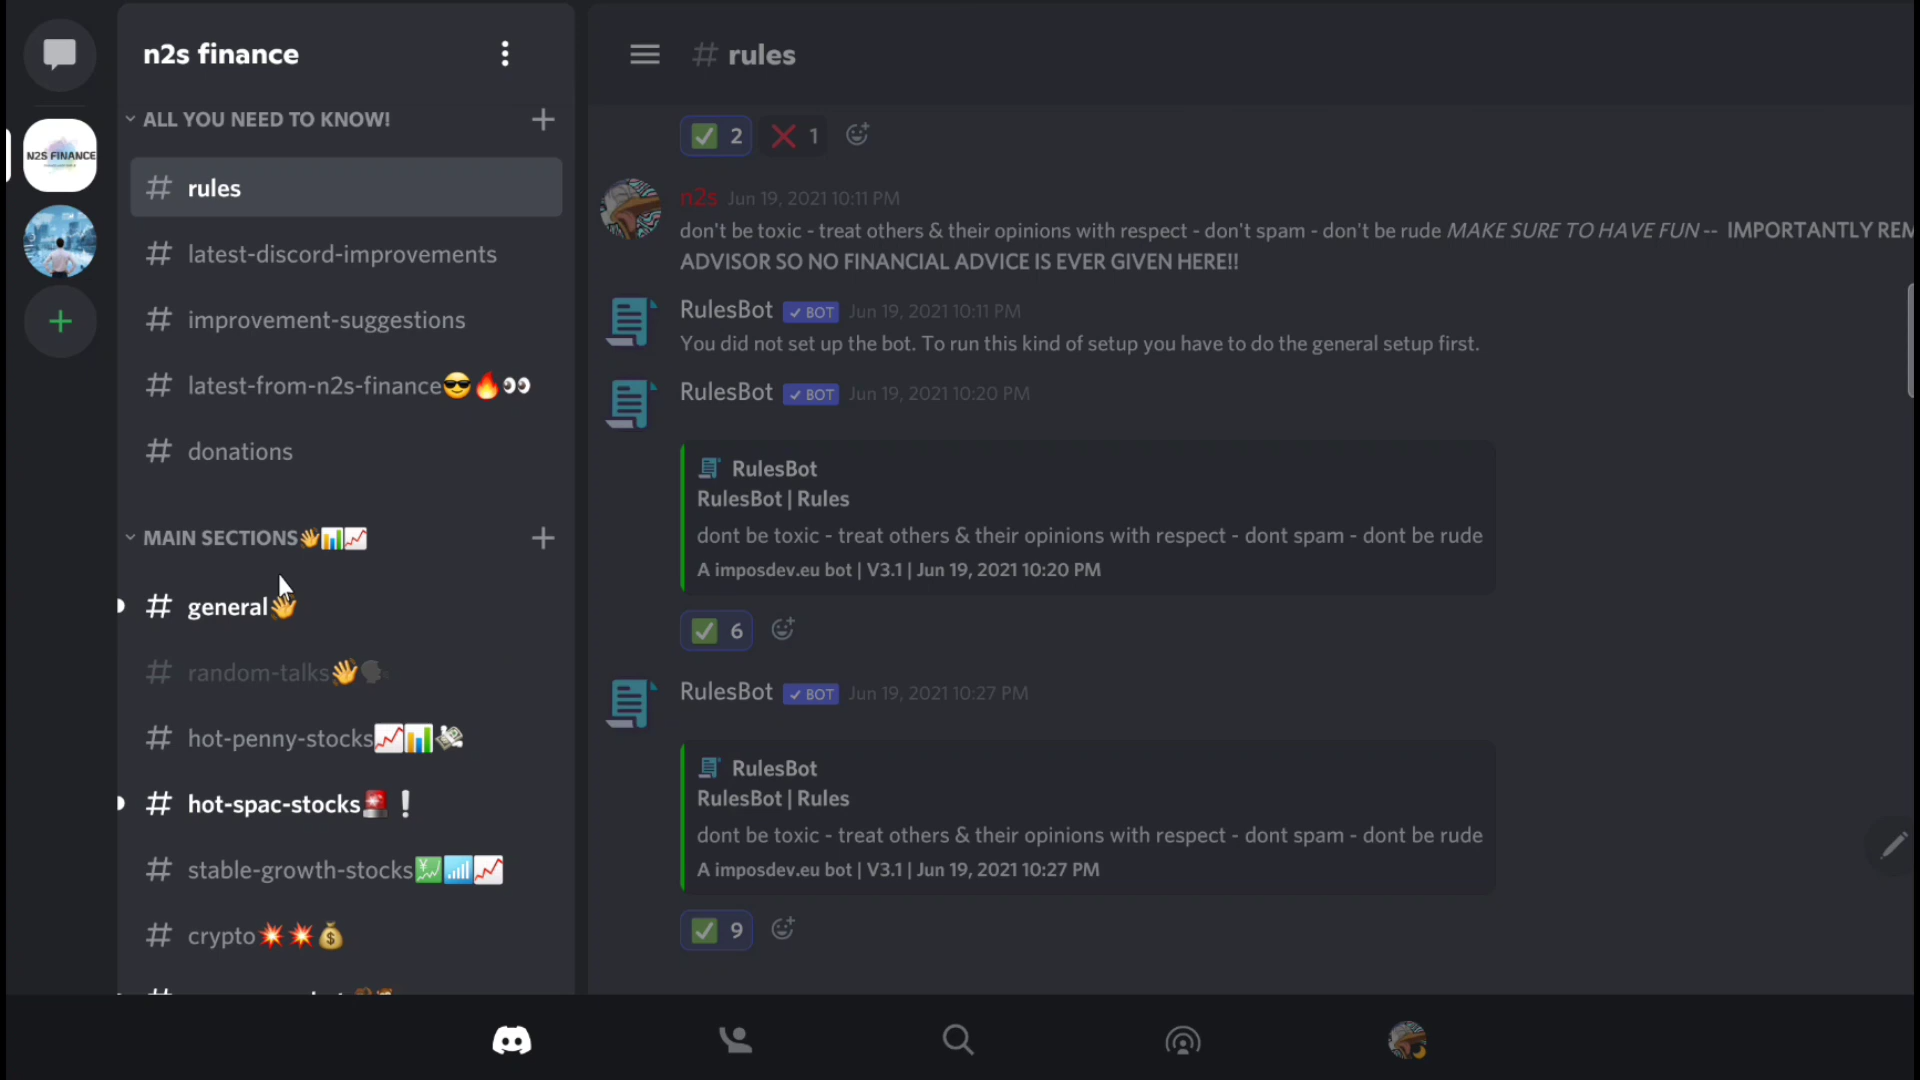 n2s finance
ALL YOU NEED TO KNOW!
N2S FINANCE
rules
latest-discord-improvements
improvement-suggestions
latest-from-n2s-finance😎🔥👀
donations
MAIN SECTIONS👋📊📈
general👋
random-talks👋🗣
hot-penny-stocks📈📊💸
hot-spac-stocks🚨❕
stable-growth-stocks💹📶📈
crypto💥💥💰
# rules
✅ 2 ❌ 1
n2s Jun 19, 2021 10:11 PM
don't be toxic - treat others & their opinions with respect - don't spam - don't be rude MAKE SURE TO HAVE FUN -- IMPORTANTLY REM
ADVISOR SO NO FINANCIAL ADVICE IS EVER GIVEN HERE!!
RulesBot ✓ BOT Jun 19, 2021 10:11 PM
You did not set up the bot. To run this kind of setup you have to do the general setup first.
RulesBot ✓ BOT Jun 19, 2021 10:20 PM
RulesBot
RulesBot | Rules
dont be toxic - treat others & their opinions with respect - dont spam - dont be rude
A imposdev.eu bot | V3.1 | Jun 19, 2021 10:20 PM
✅ 6
RulesBot ✓ BOT Jun 19, 2021 10:27 PM
RulesBot
RulesBot | Rules
dont be toxic - treat others & their opinions with respect - dont spam - dont be rude
A imposdev.eu bot | V3.1 | Jun 19, 2021 10:27 PM
✅ 9